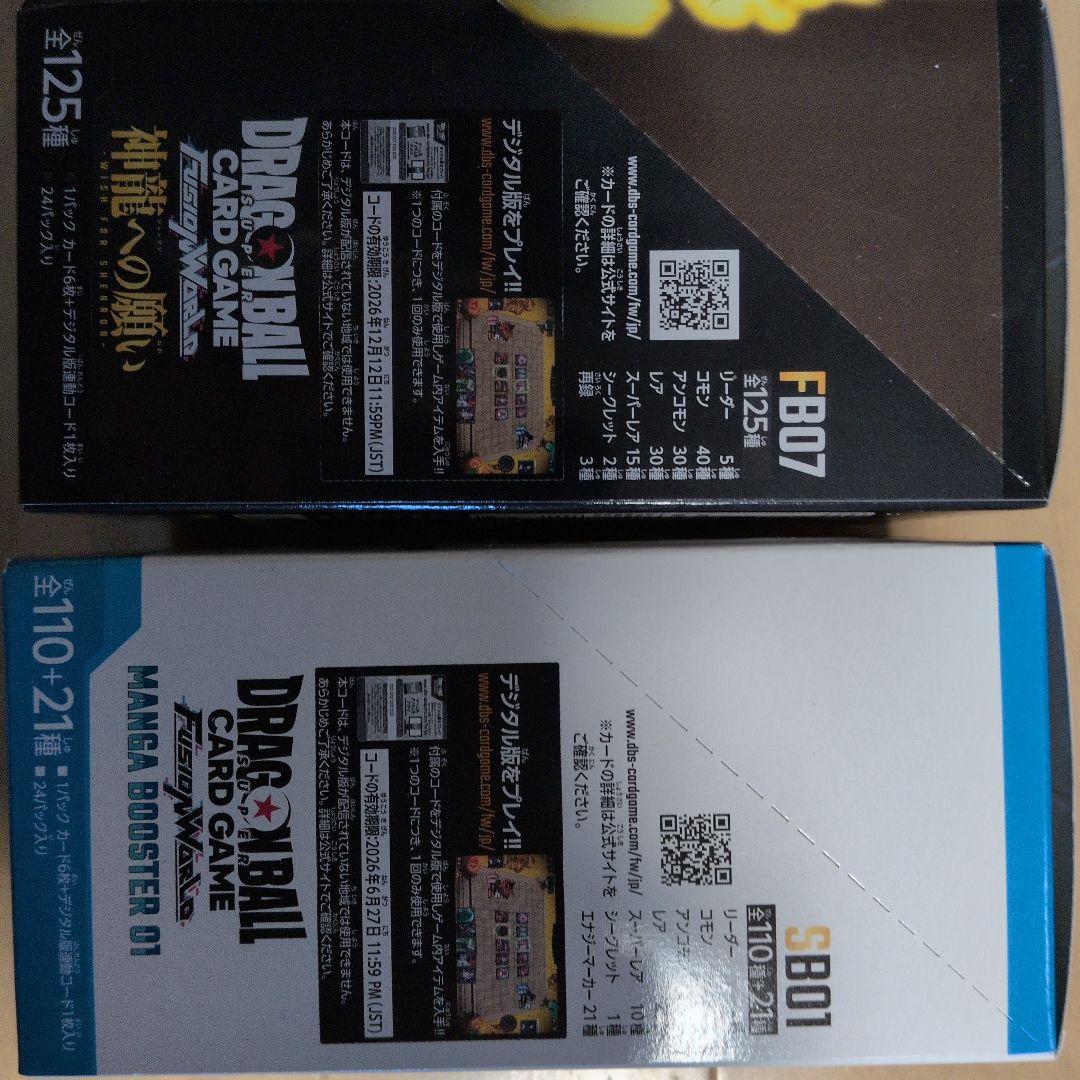 FB07
全125種
リーダー 5種
コモン 40種
アンコモン 30種
レア 30種
スーパーレア 15種
シークレット 2種
再録 3種
www.dbs-cardgame.com/fw/jp/
※カードの詳細は公式サイトを
ご確認ください。
デジタル版をプレイ!!
www.dbs-cardgame.com/fw/jp/
付属のコードをデジタル版で使用しゲーム内アイテムを入手!!
※1つのコードにつき、1回のみ使用できます。
コードの有効期限:2026年12月12日11:59PM(JST)
本コードは、デジタル版が配信されていない地域では使用できません。
あらかじめご了承ください。詳細は公式サイトでご確認ください。
DRAGONBALL
SUPER
CARD GAME
FUSION WORLD
神龍への願い
-WISH FOR SHENRON-
全125種
1パック カード6枚+デジタル版連動コード1枚入り
24パック入り
SB01
全110種+21種
リーダー
コモン
アンコモン
レア
スーパーレア 10種
シークレット 1種
エナジーマーカー 21種
www.dbs-cardgame.com/fw/jp/
※カードの詳細は公式サイトを
ご確認ください。
デジタル版をプレイ!!
www.dbs-cardgame.com/fw/jp/
付属のコードをデジタル版で使用しゲーム内アイテムを入手!!
※1つのコードにつき、1回のみ使用できます。
コードの有効期限:2026年6月27日 11:59 PM (JST)
本コードは、デジタル版が配信されていない地域では使用できません。
あらかじめご了承ください。詳細は公式サイトでご確認ください。
DRAGONBALL
SUPER
CARD GAME
FUSION WORLD
MANGA BOOSTER 01
全110+21種
■1パック カード6枚+デジタル版連動コード1枚入り
■24パック入り